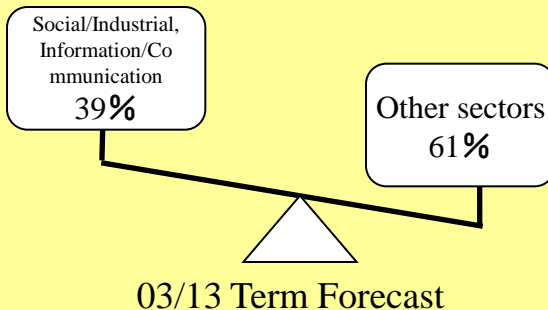 Social/Industrial,
Information/Co
mmunication
39%
Other sectors
61%
03/13 Term Forecast